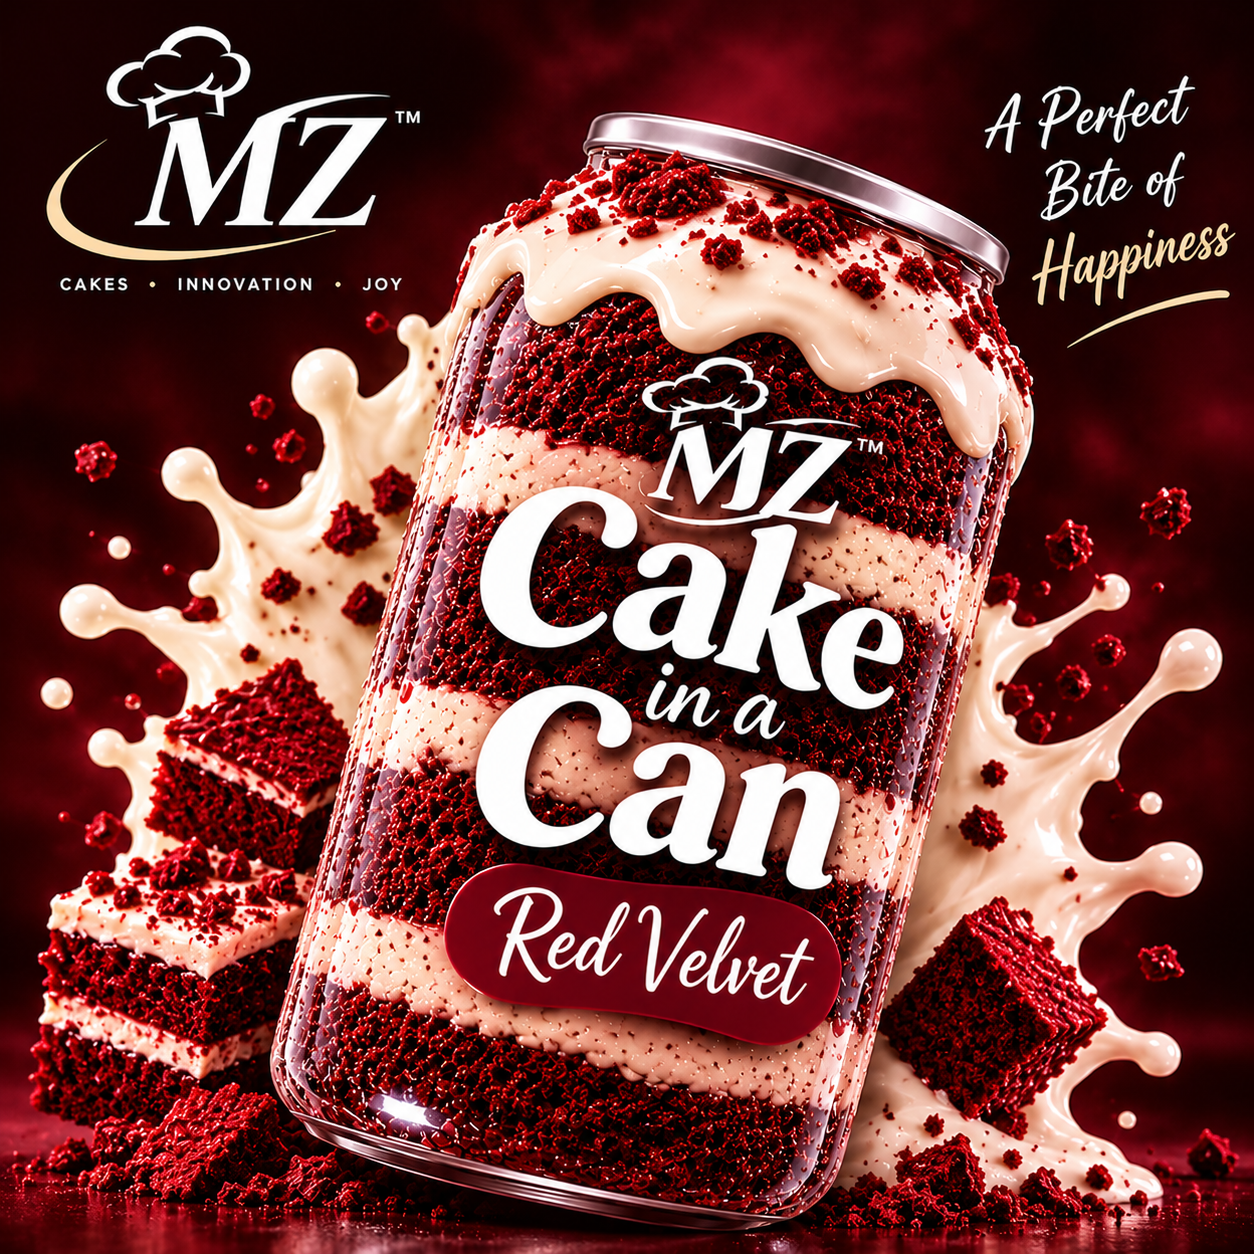 MZ™
CAKES • INNOVATION • JOY
A Perfect
Bite of
Happiness
MZ™
Cake
in a
Can
Red Velvet